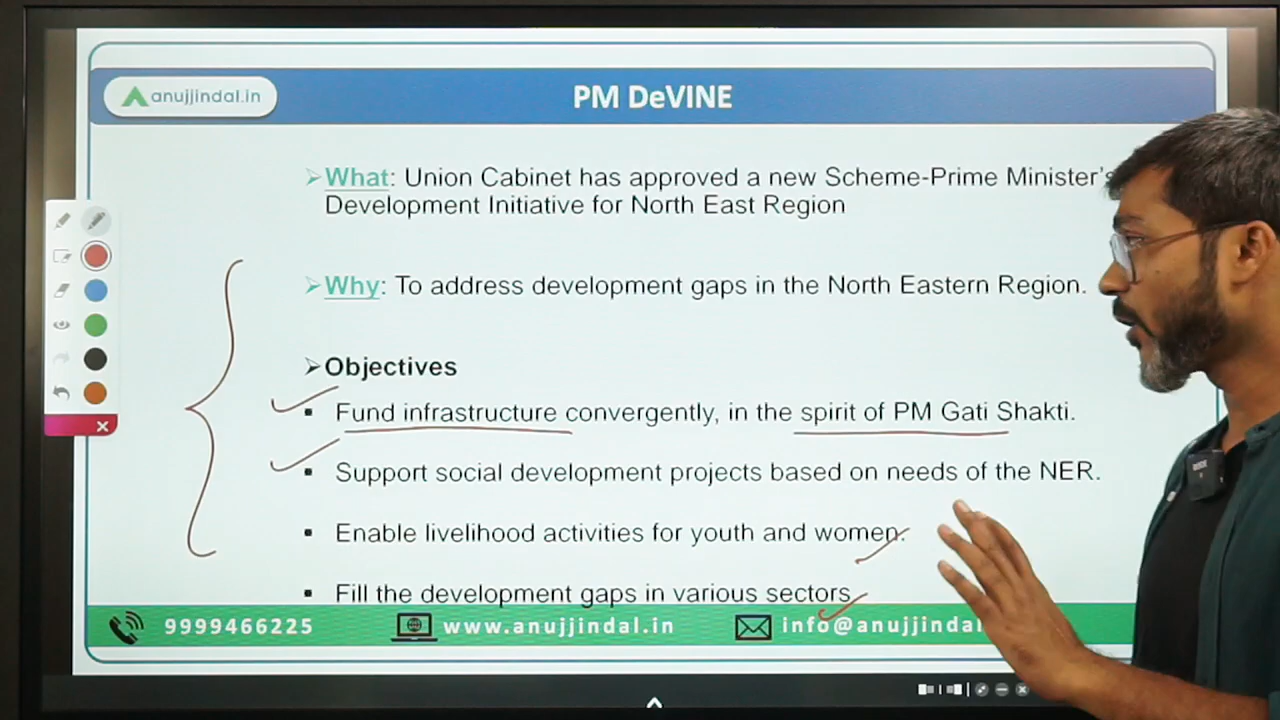 anujjindal.in
PM DeVINE
What: Union Cabinet has approved a new Scheme-Prime Minister's
Development Initiative for North East Region
Why: To address development gaps in the North Eastern Region.
Objectives
Fund infrastructure convergently, in the spirit of PM Gati Shakti.
Support social development projects based on needs of the NER.
Enable livelihood activities for youth and women.
Fill the development gaps in various sectors
9999466225 www.anujjindal.in info@anujjindal